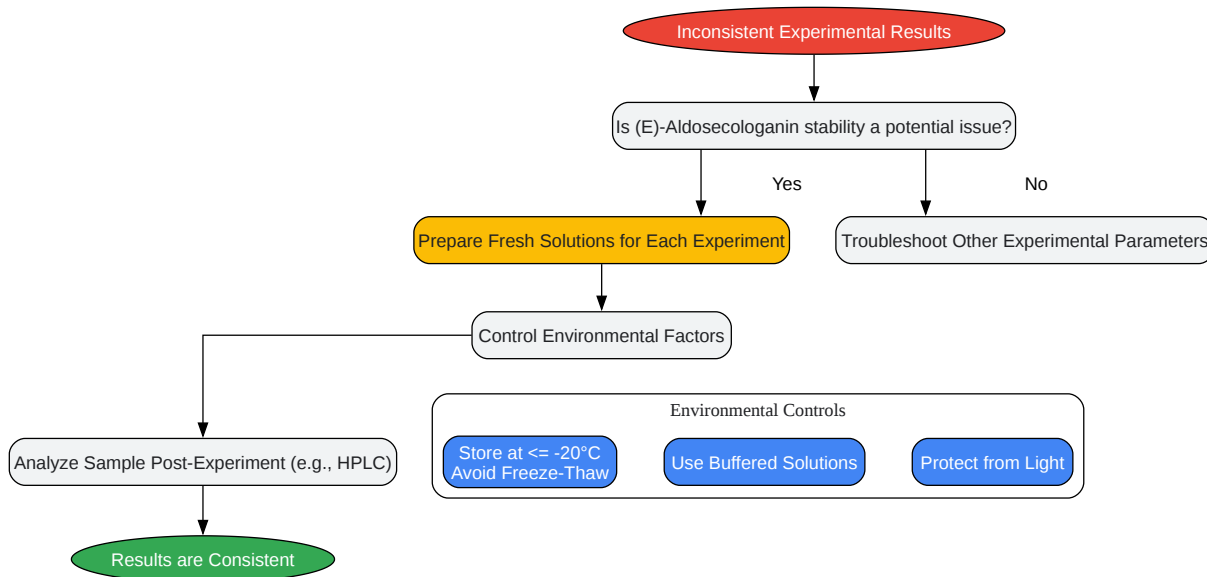 Inconsistent Experimental Results
Is (E)-Aldosecologanin stability a potential issue?
Yes
No
Prepare Fresh Solutions for Each Experiment
Troubleshoot Other Experimental Parameters
Control Environmental Factors
Environmental Controls
Store at <= -20°C
Avoid Freeze-Thaw
Use Buffered Solutions
Protect from Light
Analyze Sample Post-Experiment (e.g., HPLC)
Results are Consistent